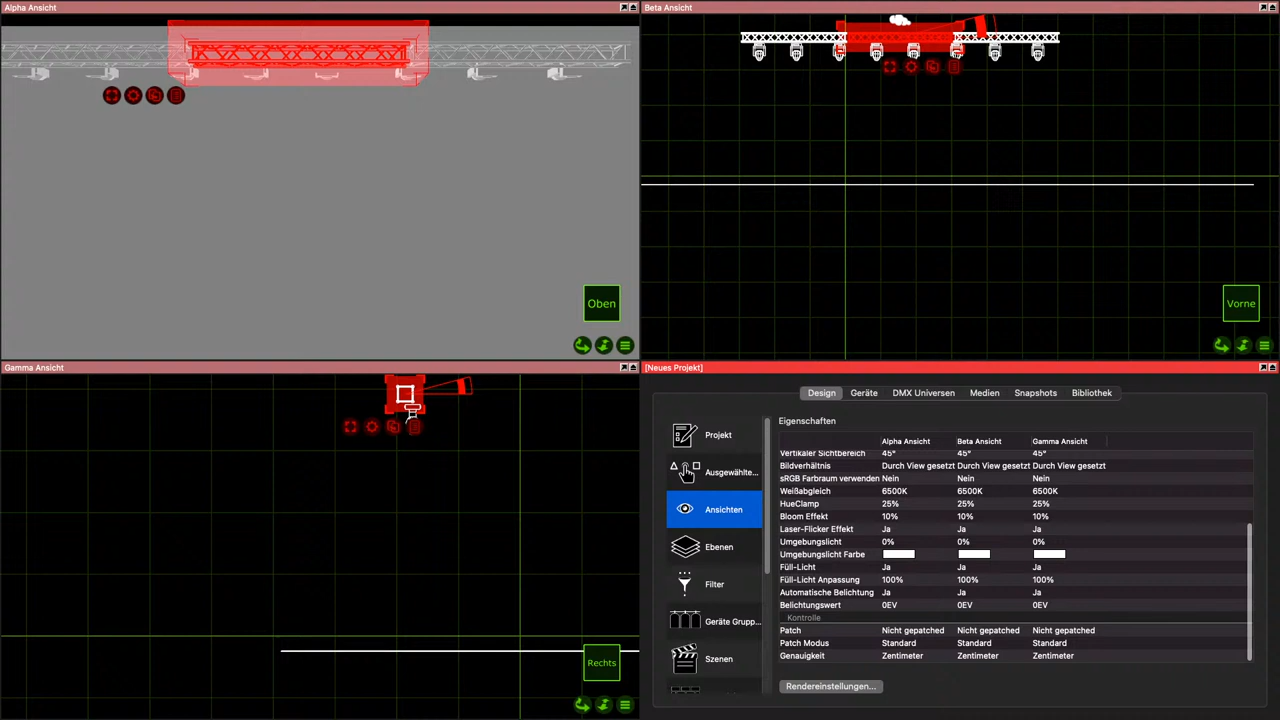 Alpha Ansicht
Beta Ansicht
Oben
Vorne
Gamma Ansicht
[Neues Projekt]
Design Geräte DMX Universen Medien Snapshots Bibliothek
Projekt
Ausgewählte...
Ansichten
Ebenen
Filter
Geräte Grupp...
Szenen
Eigenschaften
Alpha Ansicht Beta Ansicht Gamma Ansicht
Vertikaler Sichtbereich 45° 45° 45°
Bildverhältnis Durch View gesetzt Durch View gesetzt Durch View gesetzt
sRGB Farbraum verwenden Nein Nein Nein
Weißabgleich 6500K 6500K 6500K
HueClamp 25% 25% 25%
Bloom Effekt 10% 10% 10%
Laser-Flicker Effekt Ja Ja Ja
Umgebungslicht 0% 0% 0%
Umgebungslicht Farbe
Füll-Licht Ja Ja Ja
Füll-Licht Anpassung 100% 100% 100%
Automatische Belichtung Ja Ja Ja
Belichtungswert 0EV 0EV 0EV
Kontrolle
Patch Nicht gepatched Nicht gepatched Nicht gepatched
Patch Modus Standard Standard Standard
Genauigkeit Zentimeter Zentimeter Zentimeter
Rendereinstellungen...
Rechts